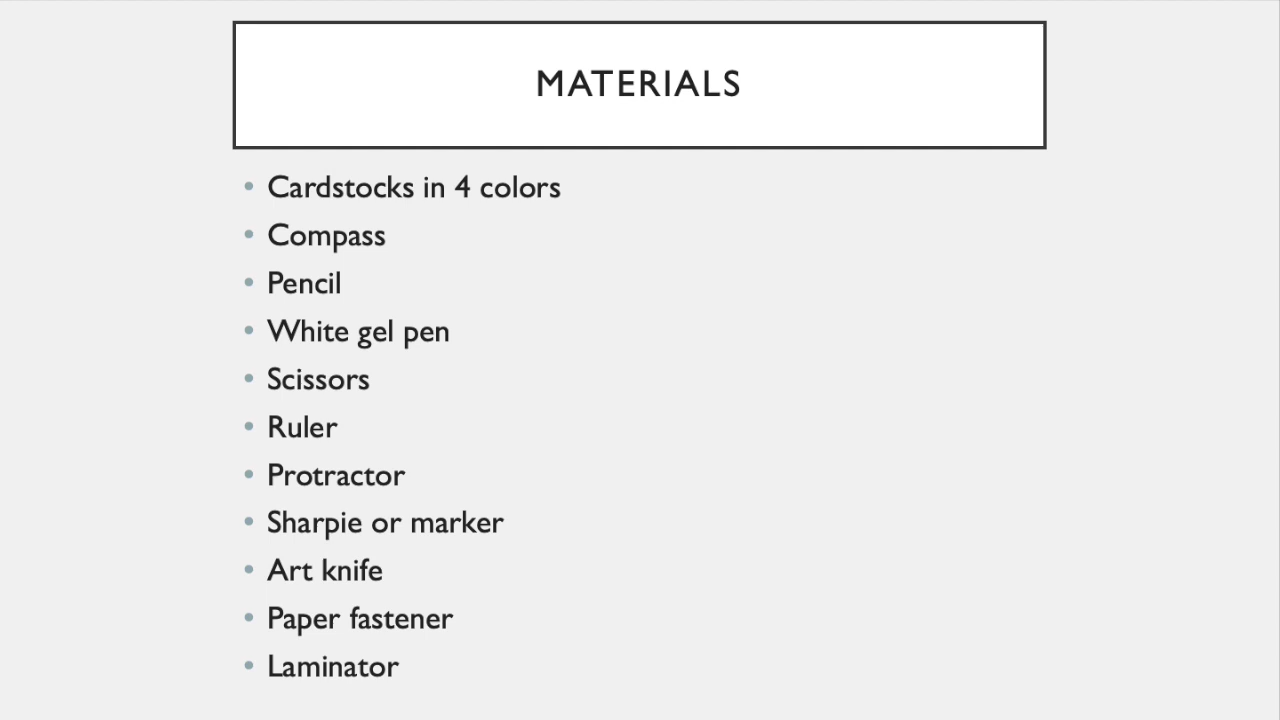 MATERIALS
• Cardstocks in 4 colors
• Compass
• Pencil
• White gel pen
• Scissors
• Ruler
• Protractor
• Sharpie or marker
• Art knife
• Paper fastener
• Laminator